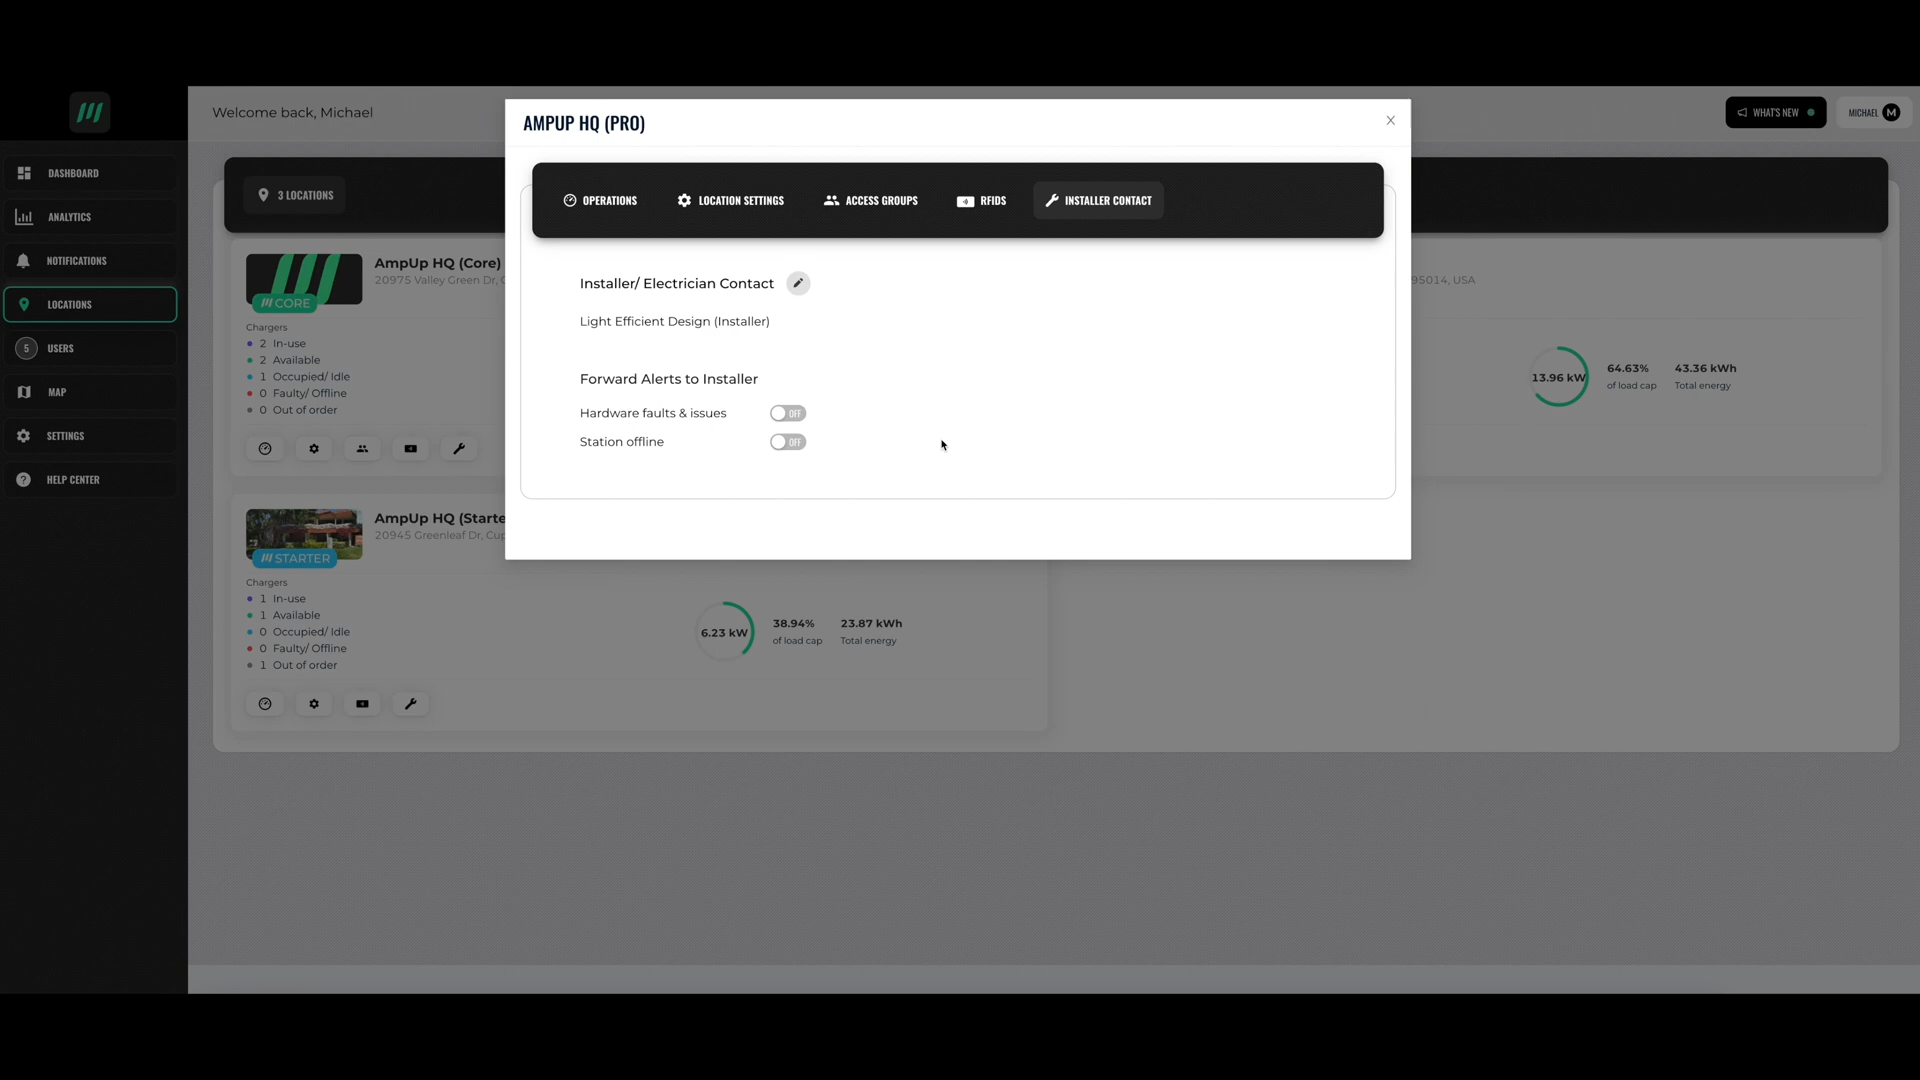 Welcome back, Michael
WHAT'S NEW
MICHAEL M
DASHBOARD
ANALYTICS
NOTIFICATIONS
LOCATIONS
5 USERS
MAP
SETTINGS
? HELP CENTER
3 LOCATIONS
AmpUp HQ (Core)
20975 Valley Green Dr,
CORE
Chargers
2 In-use
2 Available
1 Occupied/ Idle
0 Faulty/ Offline
0 Out of order
AmpUp HQ (Starte
20945 Greenleaf Dr, Cup
STARTER
Chargers
1 In-use
1 Available
0 Occupied/ Idle
0 Faulty/ Offline
1 Out of order
6.23 kW
38.94%
of load cap
23.87 kWh
Total energy
AMPUP HQ (PRO)
OPERATIONS
LOCATION SETTINGS
ACCESS GROUPS
RFIDS
INSTALLER CONTACT
Installer/ Electrician Contact
Light Efficient Design (Installer)
Forward Alerts to Installer
Hardware faults & issues OFF
Station offline OFF
95014, USA
13.96 kW
64.63%
of load cap
43.36 kWh
Total energy